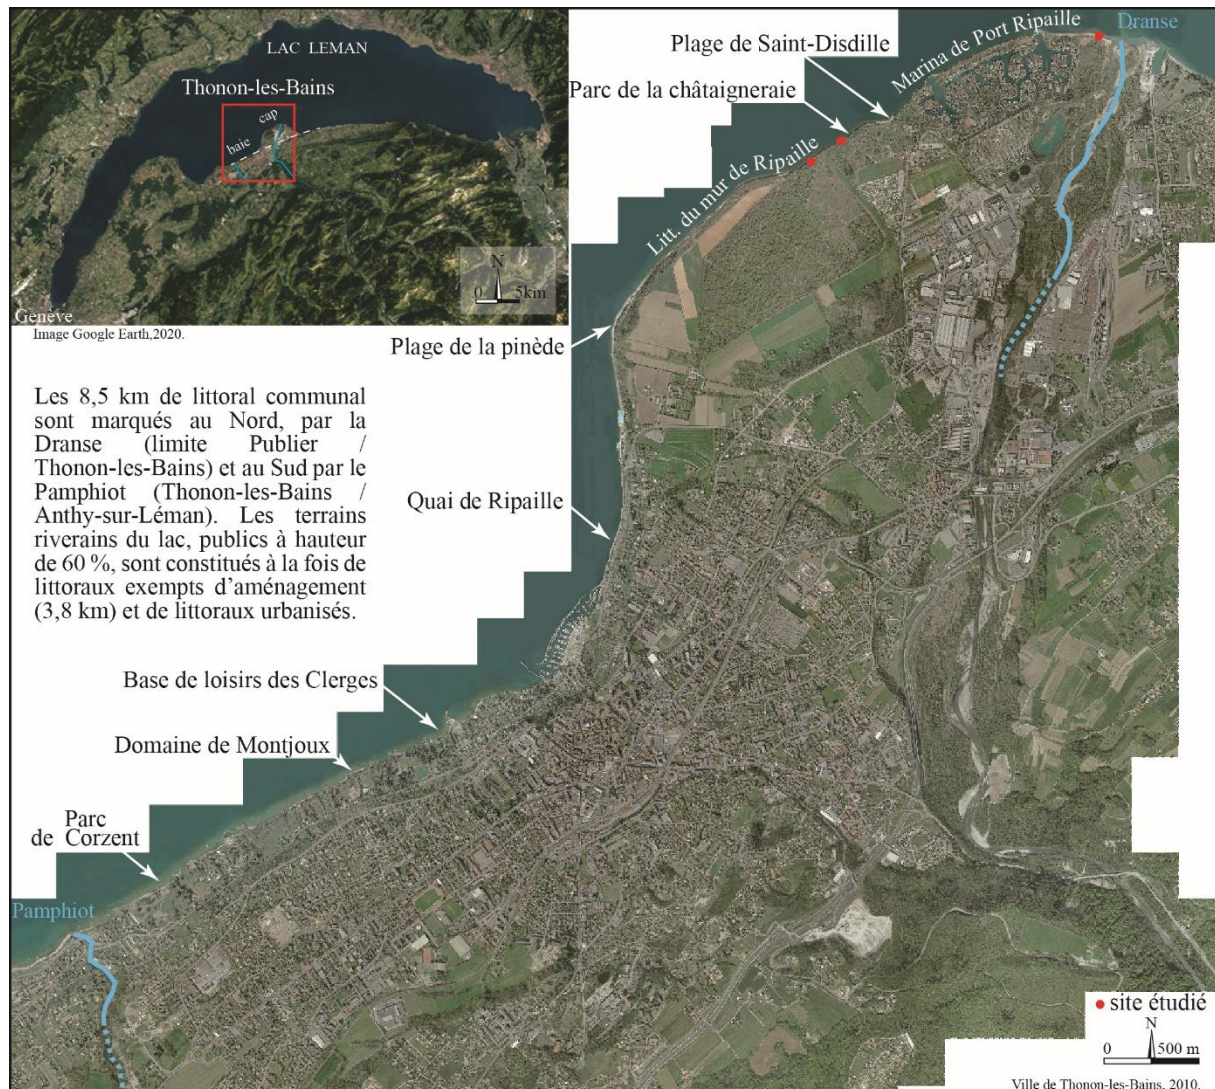 LAC LEMAN
Thonon-les-Bains
cap
baie
N
0 5km
Genève
Image Google Earth,2020.
Les 8,5 km de littoral communal
sont marqués au Nord, par la
Dranse (limite Publier /
Thonon-les-Bains) et au Sud par le
Pamphiot (Thonon-les-Bains /
Anthy-sur-Léman). Les terrains
riverains du lac, publics à hauteur
de 60 %, sont constitués à la fois de
littoraux exempts d’aménagement
(3,8 km) et de littoraux urbanisés.
Dranse
Marina de Port Ripaille
Plage de Saint-Disdille
Parc de la châtaigneraie
Litt. du mur de Ripaille
Plage de la pinède
Quai de Ripaille
Base de loisirs des Clerges
Domaine de Montjoux
Parc
de Corzent
Pamphiot
site étudié
N
0 500 m
Ville de Thonon-les-Bains, 2010.